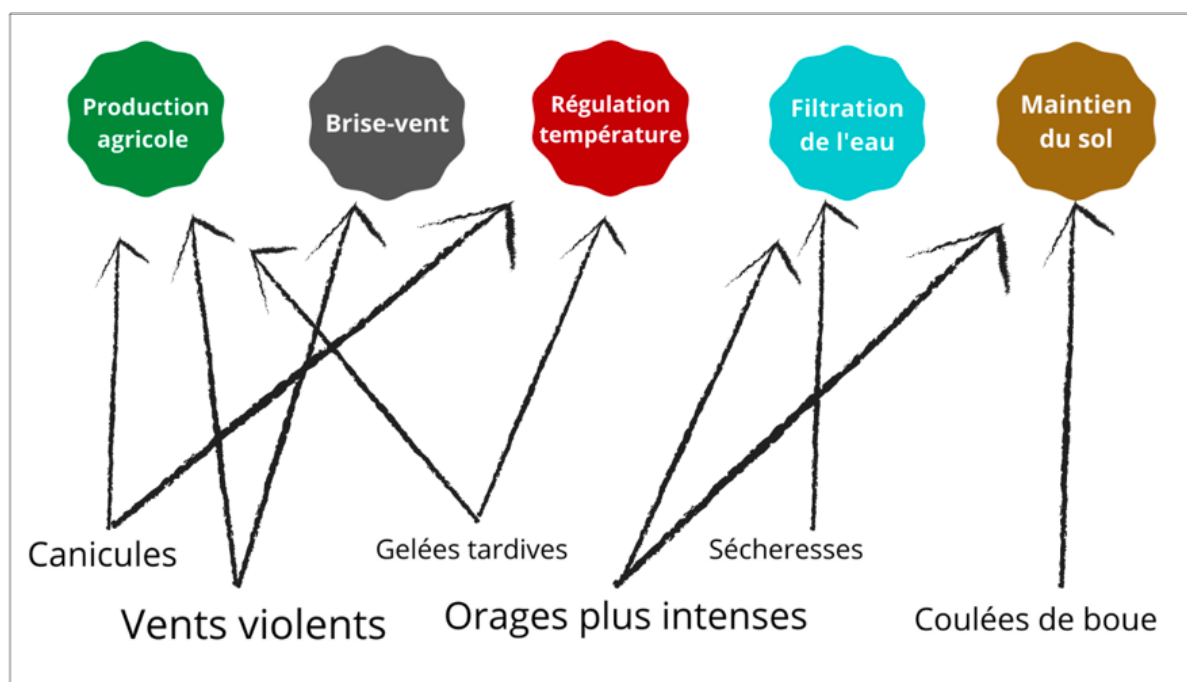 Production
agricole
Brise-vent
Régulation
température
Filtration
de l'eau
Maintien
du sol
Canicules
Gelées tardives
Sécheresses
Vents violents
Orages plus intenses
Coulées de boue